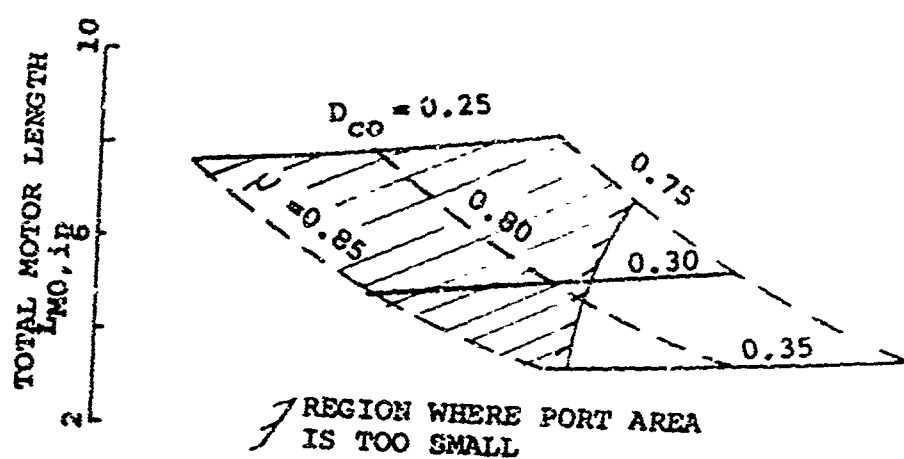 10
TOTAL MOTOR LENGTH
L_MO, in
6
2
D_co = 0.25
μ = 0.85
0.80
0.75
0.30
0.35
REGION WHERE PORT AREA
IS TOO SMALL